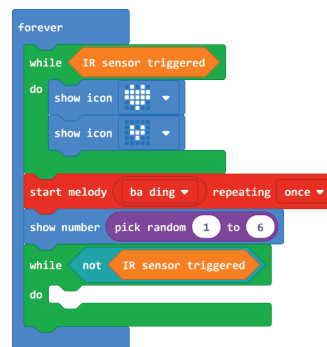 forever
while IR sensor triggered
do
show icon
show icon
start melody ba ding repeating once
show number pick random 1 to 6
while not IR sensor triggered
do